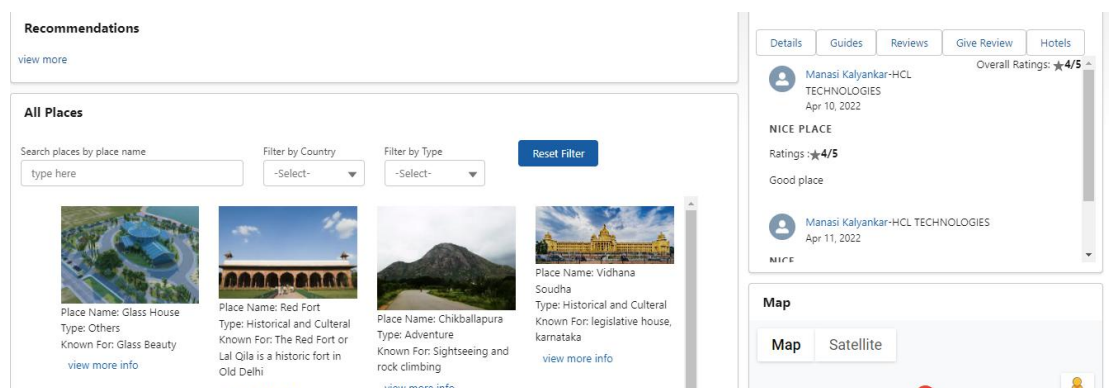 Recommendations
view more
All Places
Search places by place name
type here
Filter by Country
-Select-
Filter by Type
-Select-
Reset Filter
Place Name: Glass House
Type: Others
Known For: Glass Beauty
view more info
Place Name: Red Fort
Type: Historical and Culteral
Known For: The Red Fort or
Lal Qila is a historic fort in
Old Delhi
Place Name: Chikballapura
Type: Adventure
Known For: Sightseeing and
rock climbing
view more info
Place Name: Vidhana
Soudha
Type: Historical and Culteral
Known For: legislative house,
karnataka
view more info
Details
Guides
Reviews
Give Review
Hotels
Overall Ratings: ★4/5
Manasi Kalyankar-HCL
TECHNOLOGIES
Apr 10, 2022
NICE PLACE
Ratings :★4/5
Good place
Manasi Kalyankar-HCL TECHNOLOGIES
Apr 11, 2022
NICE
Map
Map
Satellite